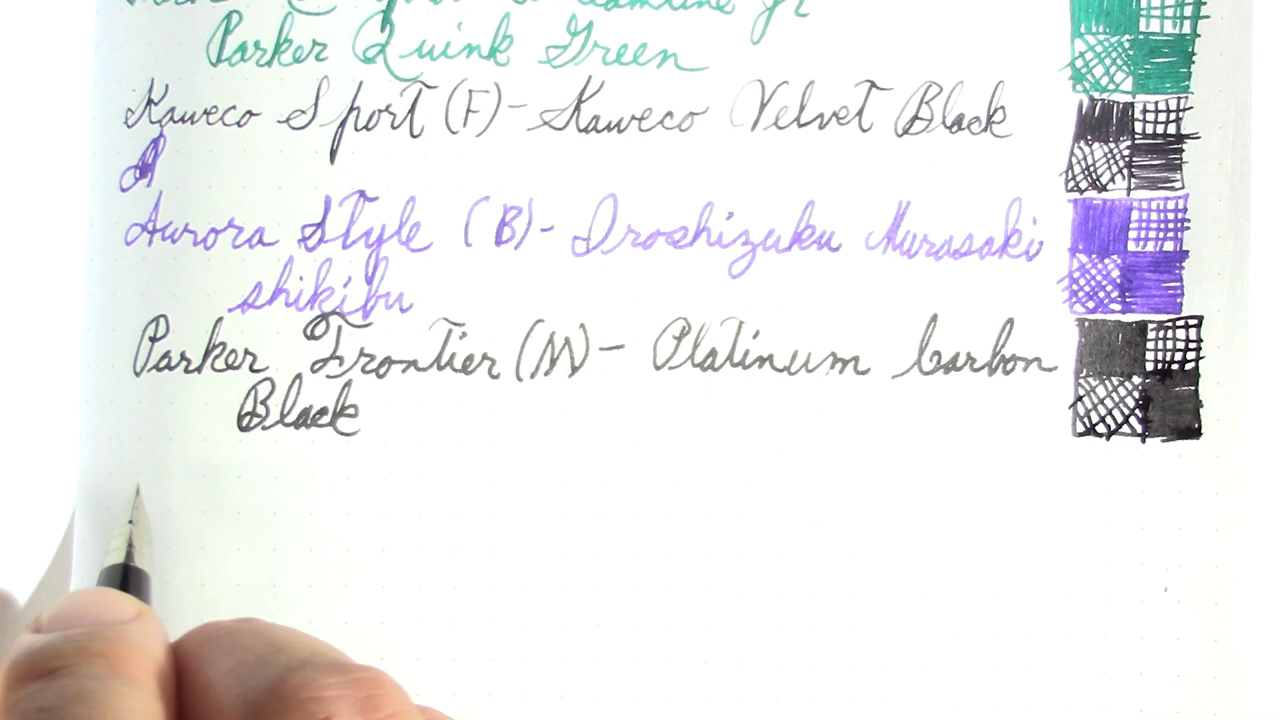 Parker Quink Green
Kaweco Sport (F) - Kaweco Velvet Black
A
Aurora Style (B) - Iroshizuku Murasaki
shikibu
Parker Frontier (M) - Platinum Carbon
Black